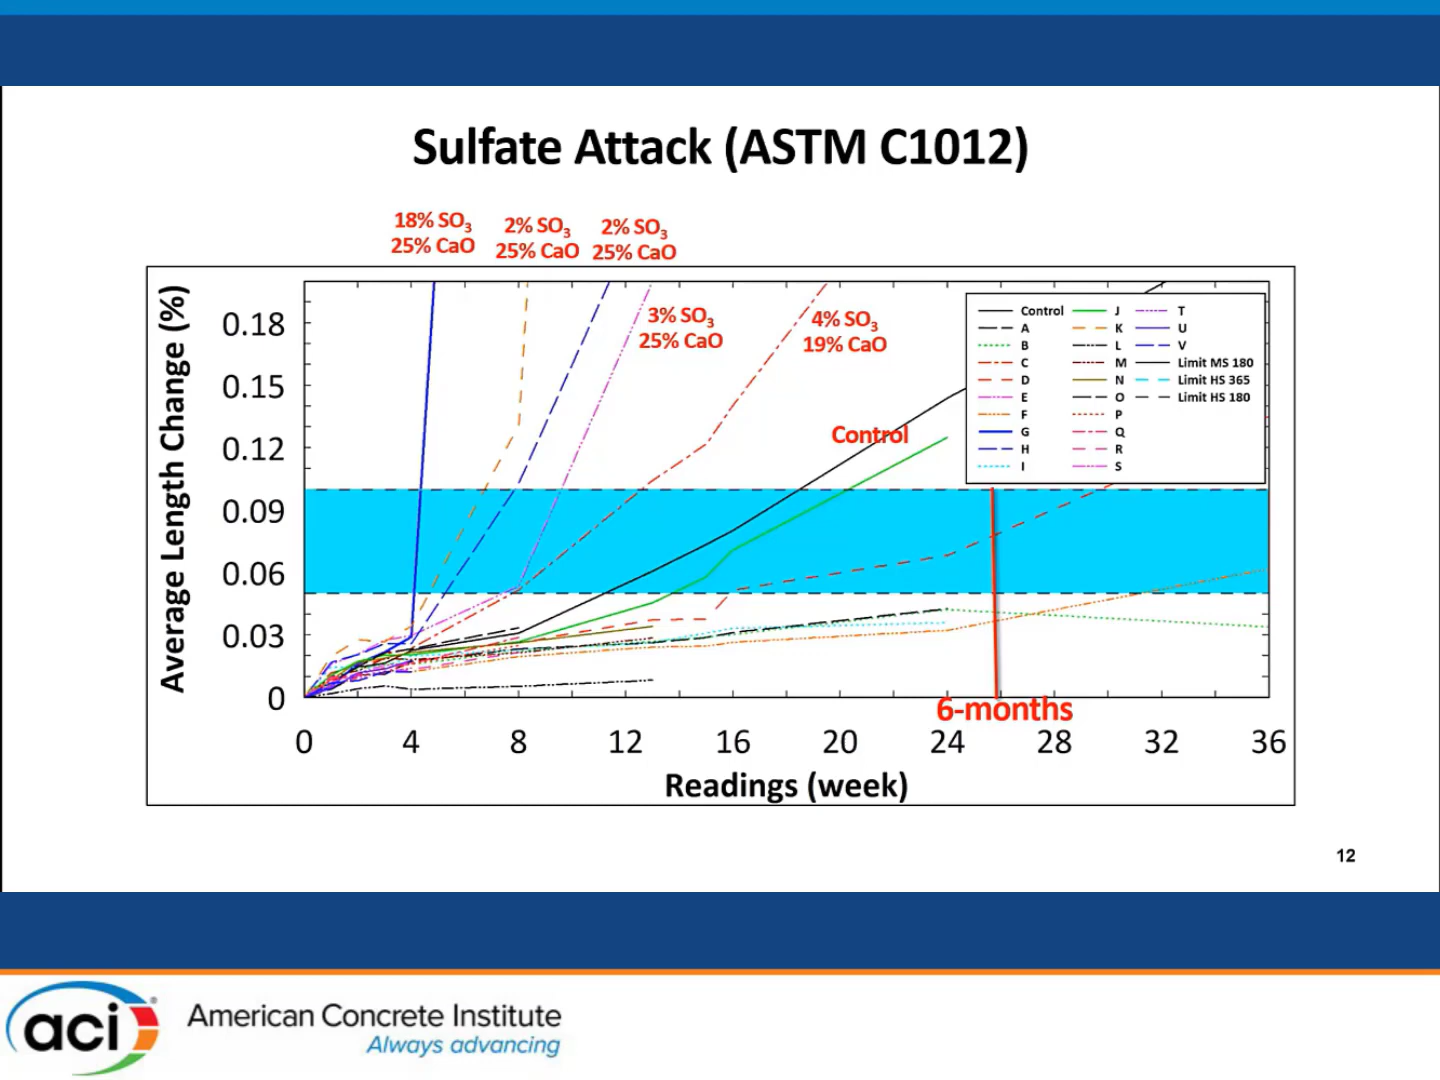 Sulfate Attack (ASTM C1012)
18% SO3
25% CaO
2% SO3
25% CaO
2% SO3
25% CaO
3% SO3
25% CaO
4% SO3
19% CaO
Control
Average Length Change (%)
0.18
0.15
0.12
0.09
0.06
0.03
0
Control
A
B
C
D
E
F
G
H
I
J
K
L
M
N
O
P
Q
R
S
T
U
V
Limit MS 180
Limit HS 365
Limit HS 180
6-months
0 4 8 12 16 20 24 28 32 36
Readings (week)
12
aci
®
American Concrete Institute
Always advancing